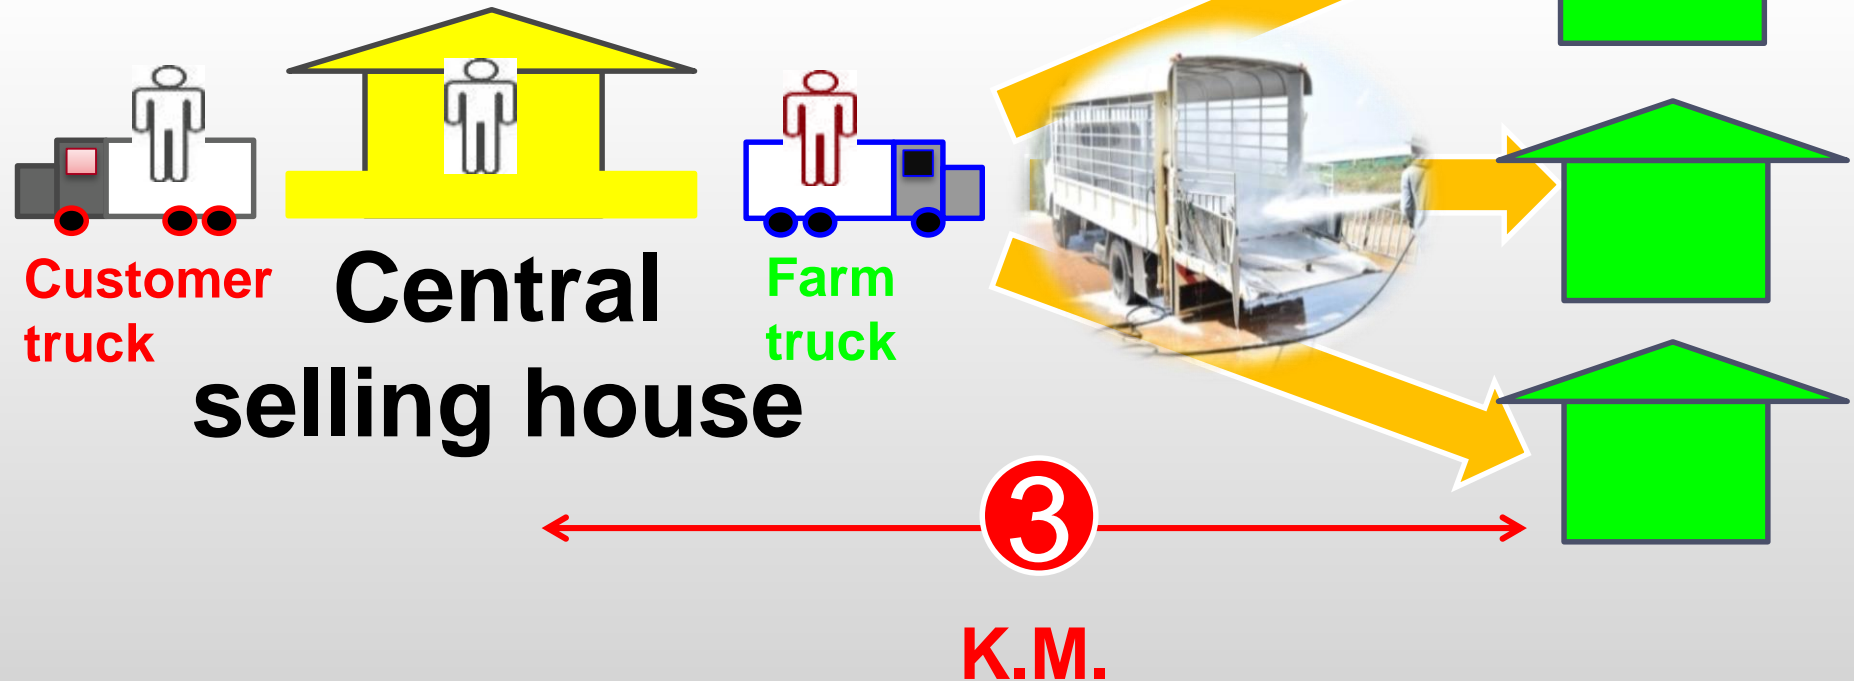 Customer
truck
Central
selling house
Farm
truck
3
K.M.